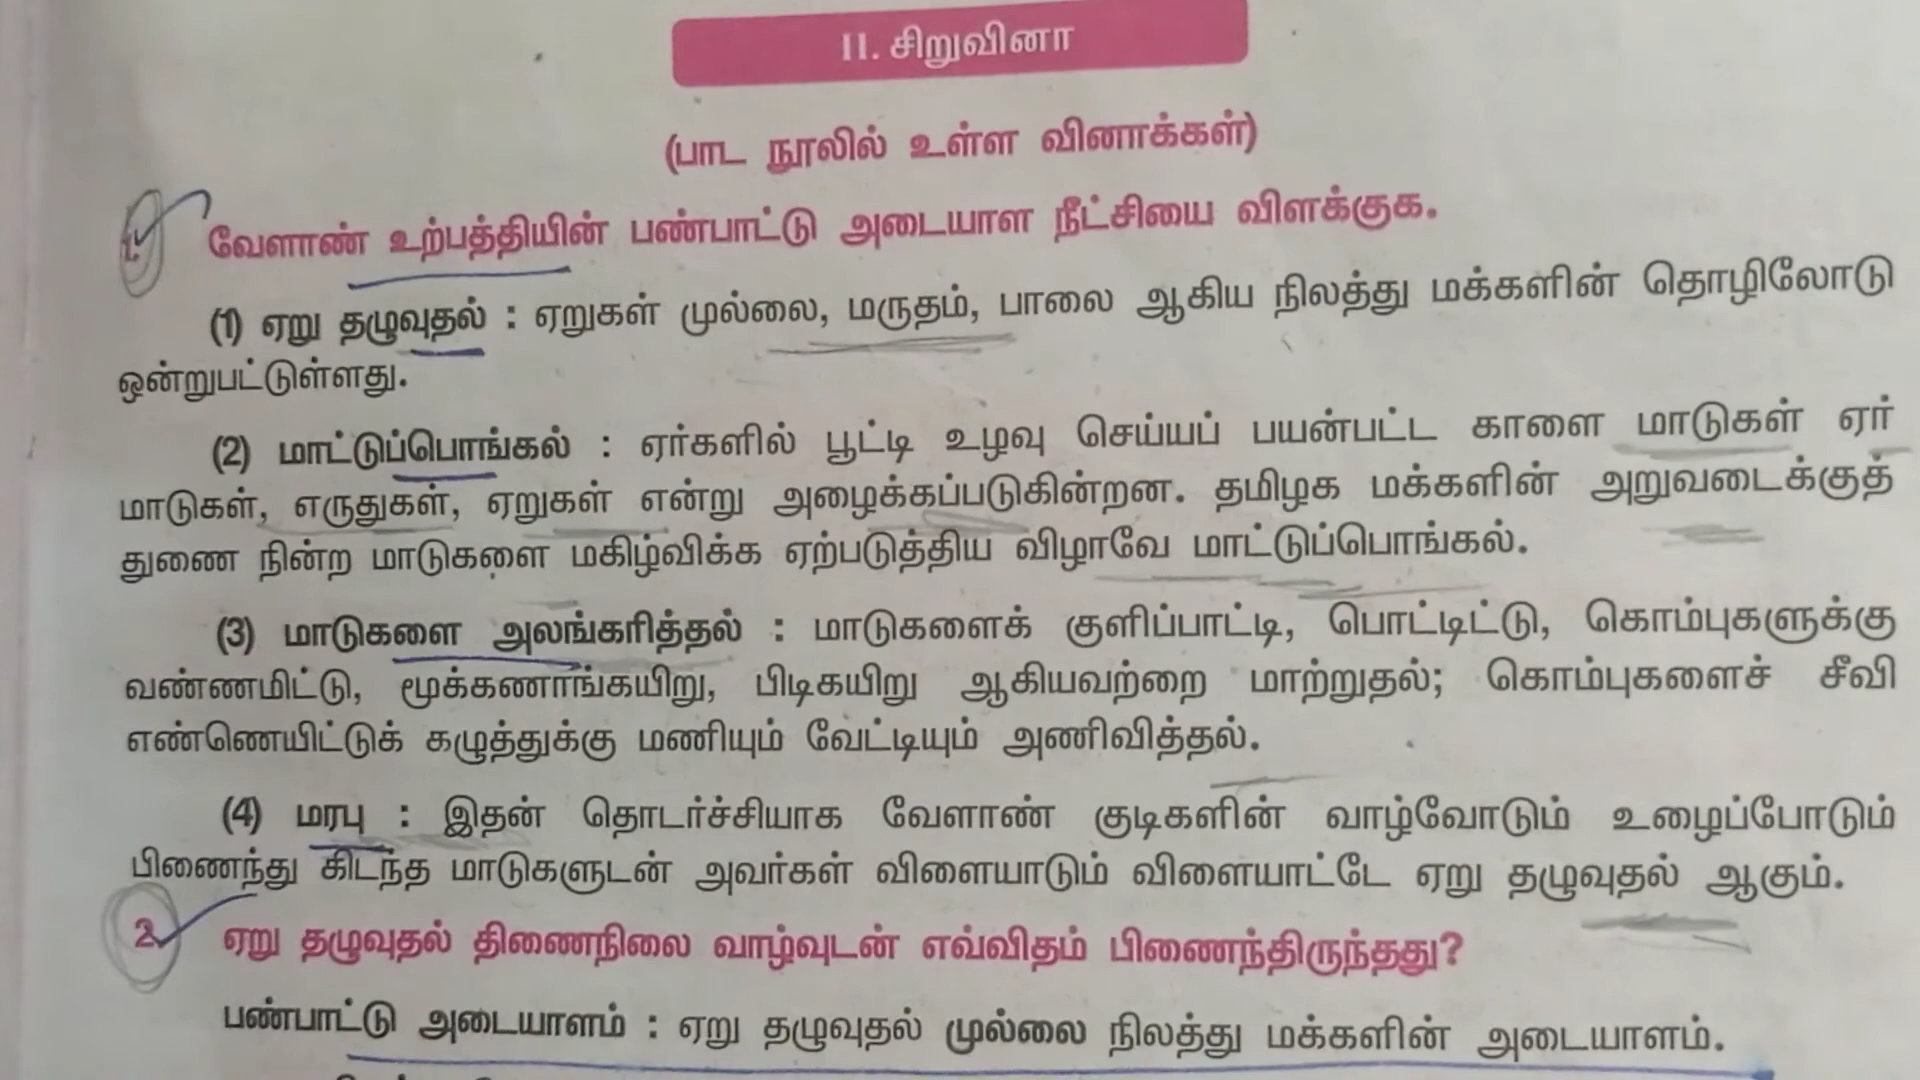 II. சிறுவினா
(பாட நூலில் உள்ள வினாக்கள்)
1. வேளாண் உற்பத்தியின் பண்பாட்டு அடையாள நீட்சியை விளக்குக.
(1) ஏறு தழுவுதல் : ஏறுகள் முல்லை, மருதம், பாலை ஆகிய நிலத்து மக்களின் தொழிலோடு
ஒன்றுபட்டுள்ளது.
(2) மாட்டுப்பொங்கல் : ஏர்களில் பூட்டி உழவு செய்யப் பயன்பட்ட காளை மாடுகள் ஏர்
மாடுகள், எருதுகள், ஏறுகள் என்று அழைக்கப்படுகின்றன. தமிழக மக்களின் அறுவடைக்குத்
துணை நின்ற மாடுகளை மகிழ்விக்க ஏற்படுத்திய விழாவே மாட்டுப்பொங்கல்.
(3) மாடுகளை அலங்கரித்தல் : மாடுகளைக் குளிப்பாட்டி, பொட்டிட்டு, கொம்புகளுக்கு
வண்ணமிட்டு, மூக்கணாங்கயிறு, பிடிகயிறு ஆகியவற்றை மாற்றுதல்; கொம்புகளைச் சீவி
எண்ணெயிட்டுக் கழுத்துக்கு மணியும் வேட்டியும் அணிவித்தல்.
(4) மரபு : இதன் தொடர்ச்சியாக வேளாண் குடிகளின் வாழ்வோடும் உழைப்போடும்
பிணைந்து கிடந்த மாடுகளுடன் அவர்கள் விளையாடும் விளையாட்டே ஏறு தழுவுதல் ஆகும்.
2. ஏறு தழுவுதல் திணைநிலை வாழ்வுடன் எவ்விதம் பிணைந்திருந்தது?
பண்பாட்டு அடையாளம் : ஏறு தழுவுதல் முல்லை நிலத்து மக்களின் அடையாளம்.